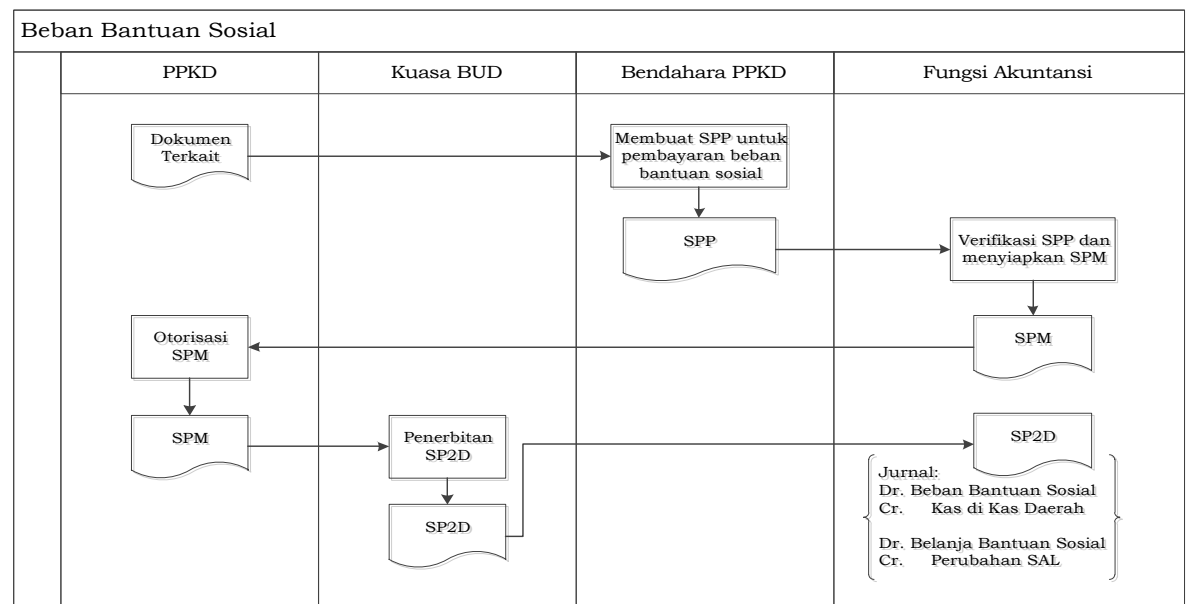 Beban Bantuan Sosial
PPKD
Kuasa BUD
Bendahara PPKD
Fungsi Akuntansi
Dokumen
Terkait
Membuat SPP untuk
pembayaran beban
bantuan sosial
SPP
Verifikasi SPP dan
menyiapkan SPM
SPM
Otorisasi
SPM
SPM
Penerbitan
SP2D
SP2D
SP2D
Jurnal:
Dr. Beban Bantuan Sosial
Cr. Kas di Kas Daerah
Dr. Belanja Bantuan Sosial
Cr. Perubahan SAL